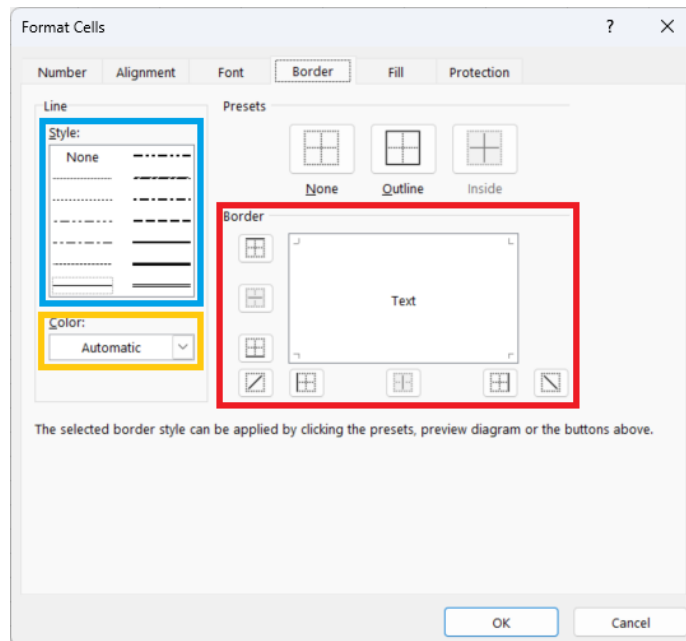 Format Cells
?
Number Alignment Font Border Fill Protection
Line
Presets
Style:
None
None Outline Inside
Border
Text
Color:
Automatic
The selected border style can be applied by clicking the presets, preview diagram or the buttons above.
OK Cancel